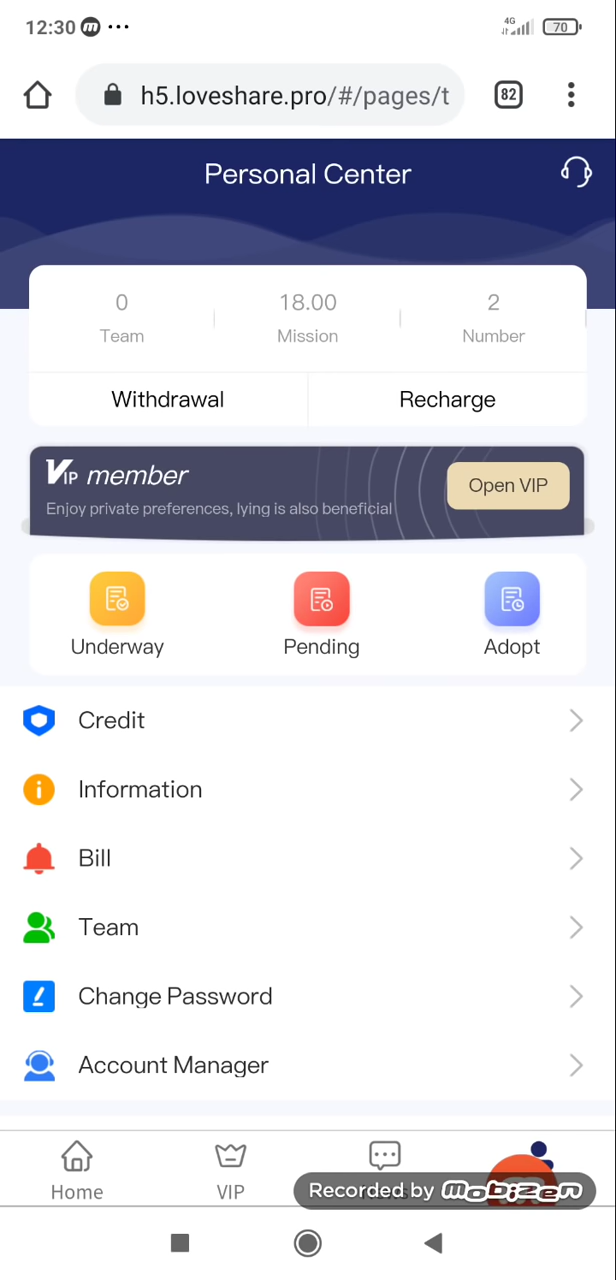 12:30 m ...
4G 70
h5.loveshare.pro/#/pages/t 82
Personal Center
0 18.00 2
Team Mission Number
Withdrawal Recharge
VIP member
Open VIP
Enjoy private preferences, lying is also beneficial
Underway Pending Adopt
Credit
Information
Bill
Team
Change Password
Account Manager
Home VIP
Recorded by mobizen